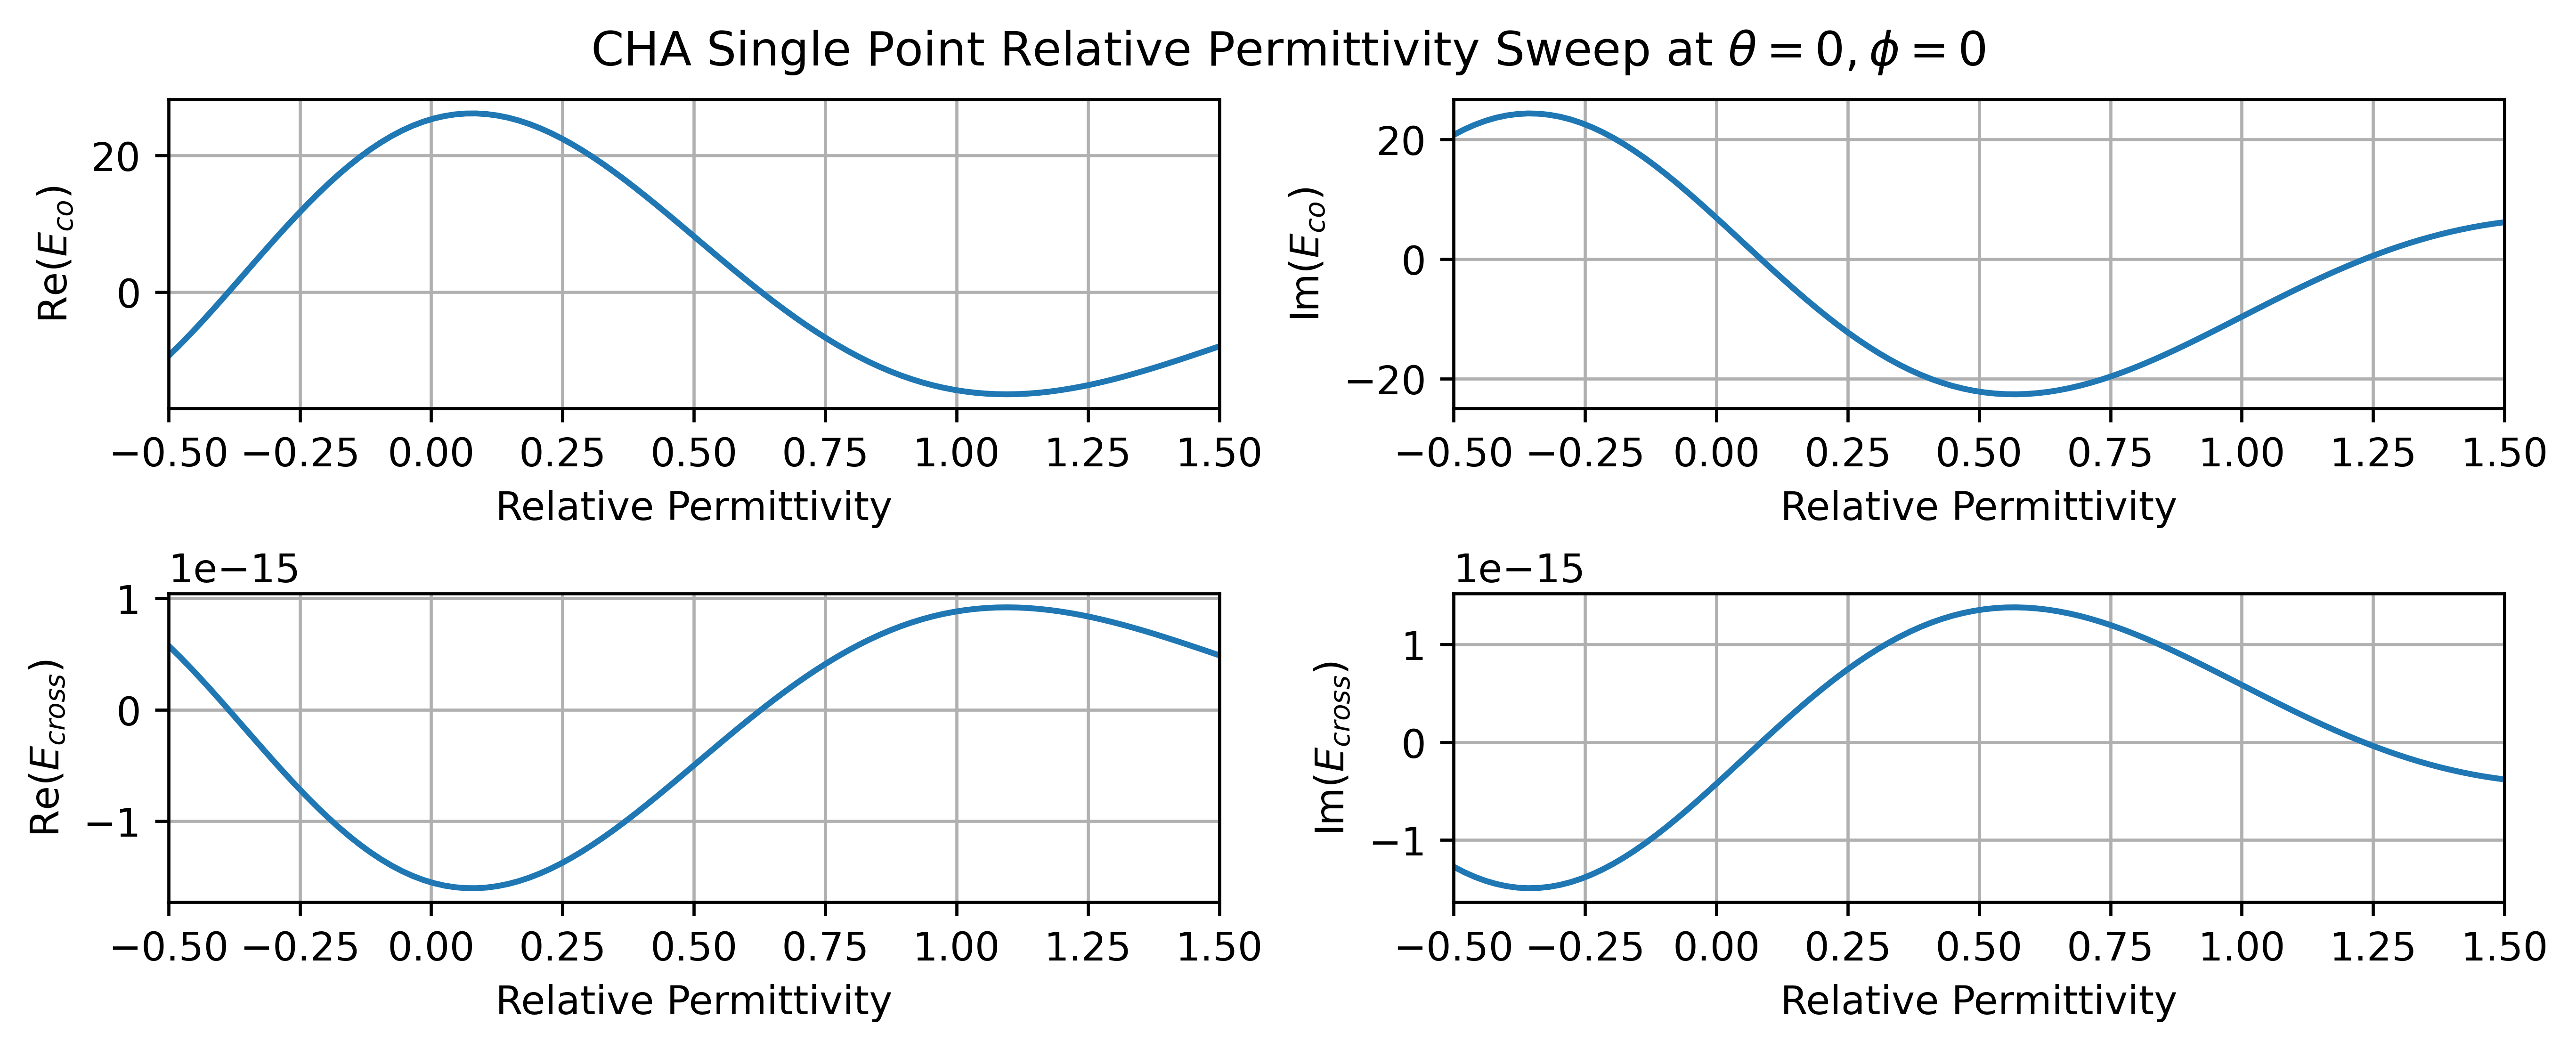 CHA Single Point Relative Permittivity Sweep at θ = 0, ϕ = 0
Re(E_co)
20
0
−0.50 −0.25 0.00 0.25 0.50 0.75 1.00 1.25 1.50
Relative Permittivity
Im(E_co)
20
0
−20
−0.50 −0.25 0.00 0.25 0.50 0.75 1.00 1.25 1.50
Relative Permittivity
1e−15
Re(E_cross)
1
0
−1
−0.50 −0.25 0.00 0.25 0.50 0.75 1.00 1.25 1.50
Relative Permittivity
1e−15
Im(E_cross)
1
0
−1
−0.50 −0.25 0.00 0.25 0.50 0.75 1.00 1.25 1.50
Relative Permittivity